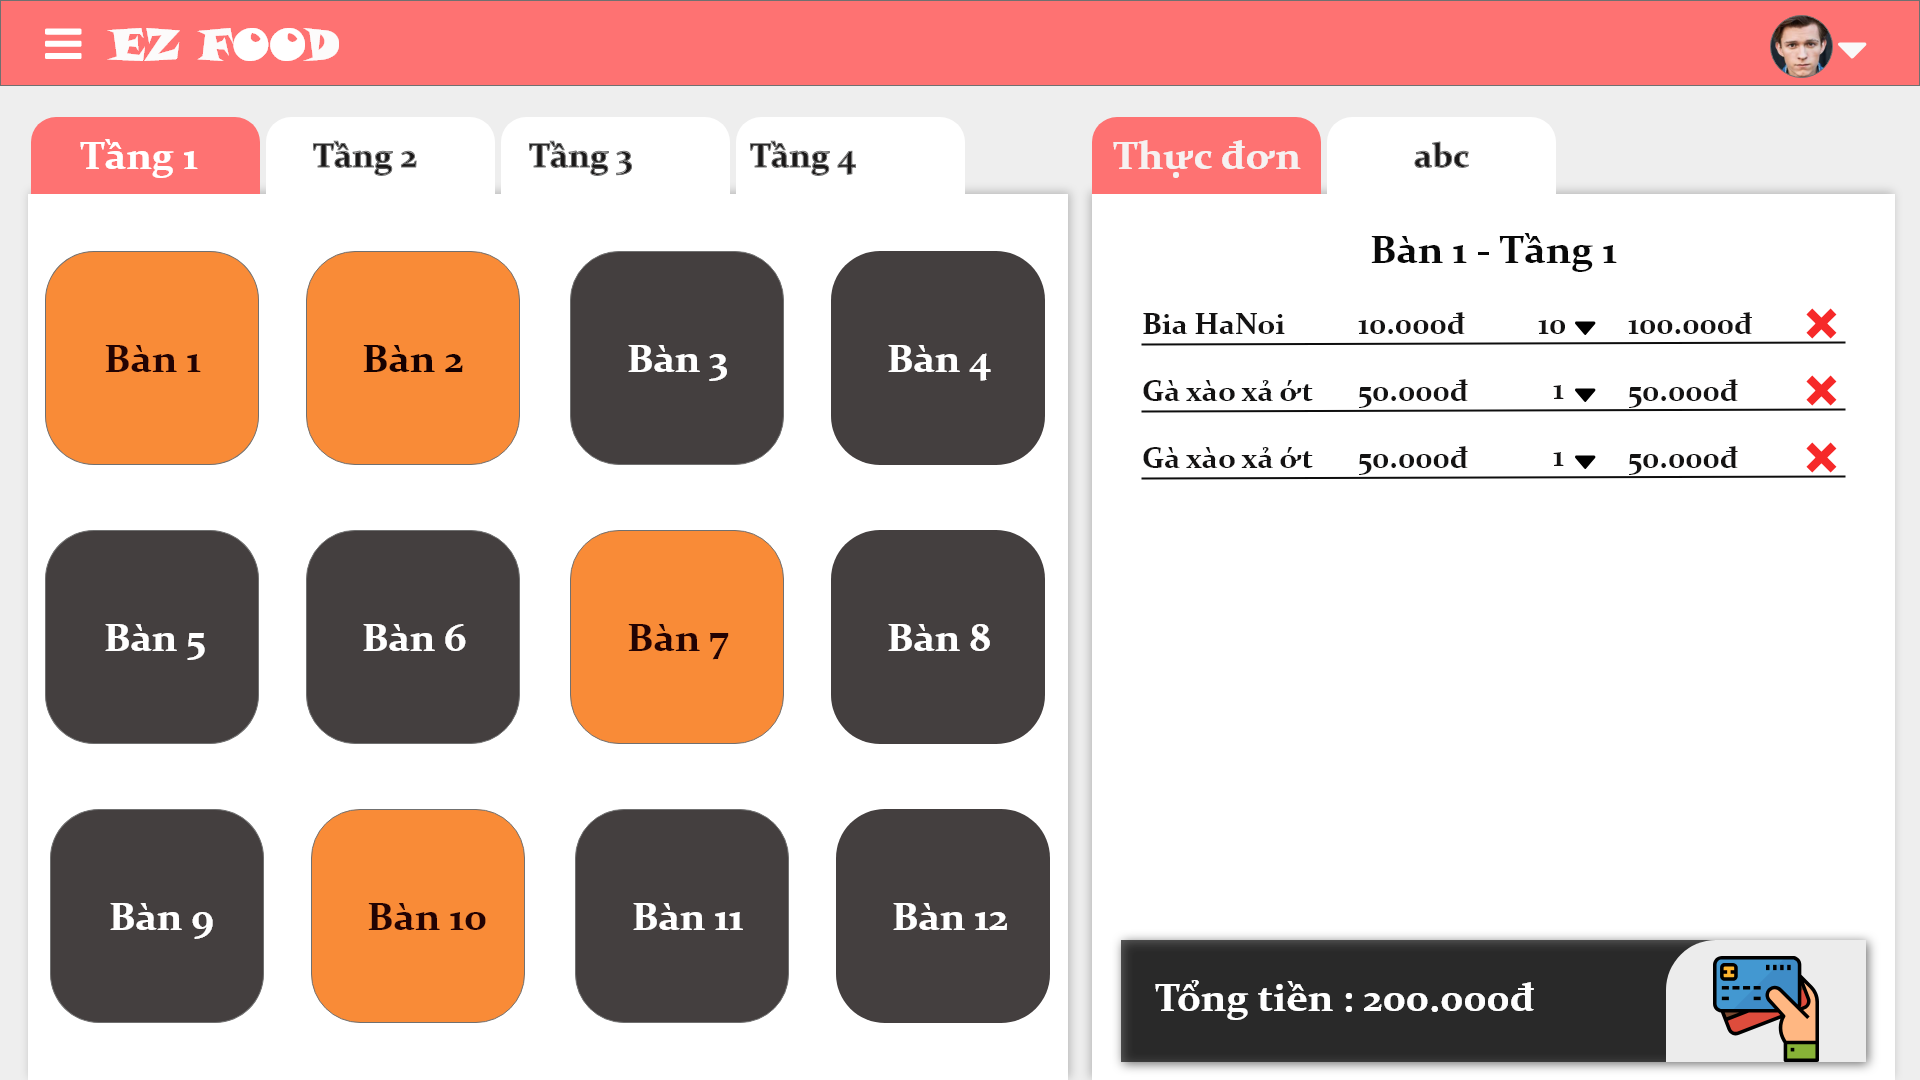 EZ FOOD
Tầng 1 Tầng 2 Tầng 3 Tầng 4
Bàn 1 Bàn 2 Bàn 3 Bàn 4
Bàn 5 Bàn 6 Bàn 7 Bàn 8
Bàn 9 Bàn 10 Bàn 11 Bàn 12
Thực đơn abc
Bàn 1 - Tầng 1
Bia HaNoi 10.000đ 10 100.000đ
Gà xào xả ớt 50.000đ 1 50.000đ
Gà xào xả ớt 50.000đ 1 50.000đ
Tổng tiền : 200.000đ